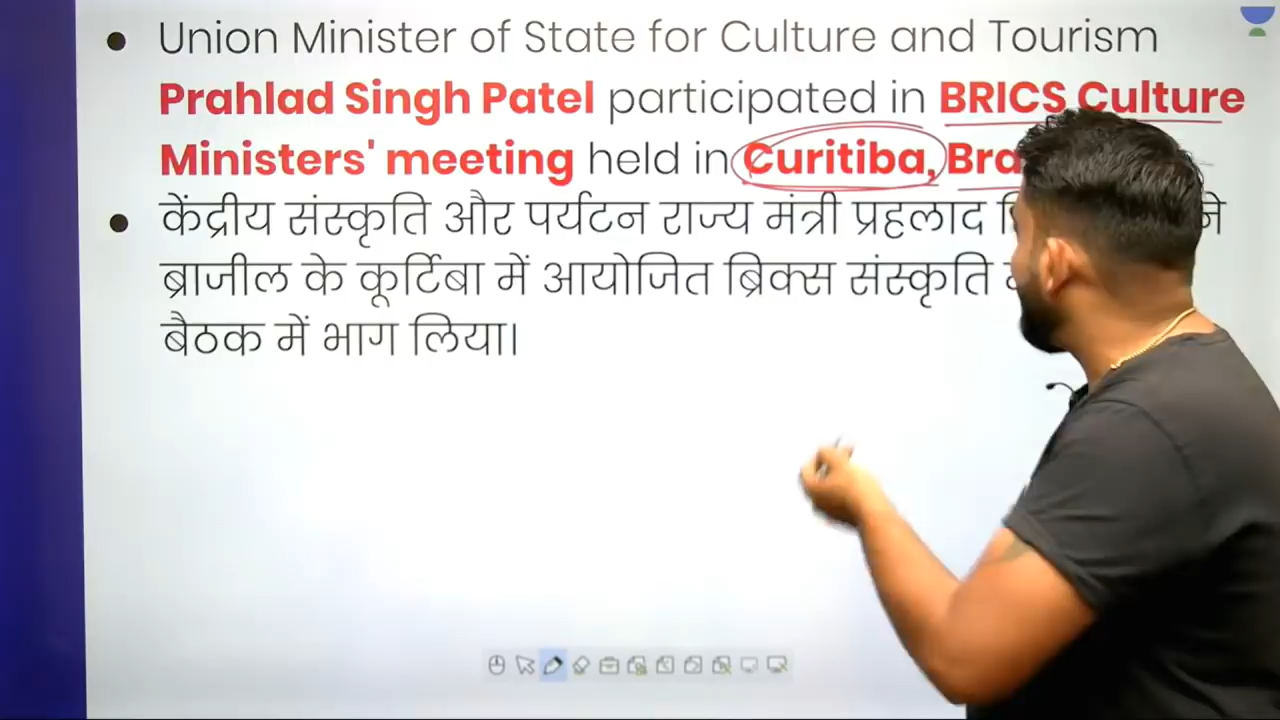 Union Minister of State for Culture and Tourism
Prahlad Singh Patel participated in BRICS Culture
Ministers' meeting held in Curitiba,
केंद्रीय संस्कृति और पर्यटन राज्य मंत्री प्रहलाद ने
ब्राजील के कूर्टिबा में आयोजित ब्रिक्स संस्कृति
बैठक में भाग लिया।